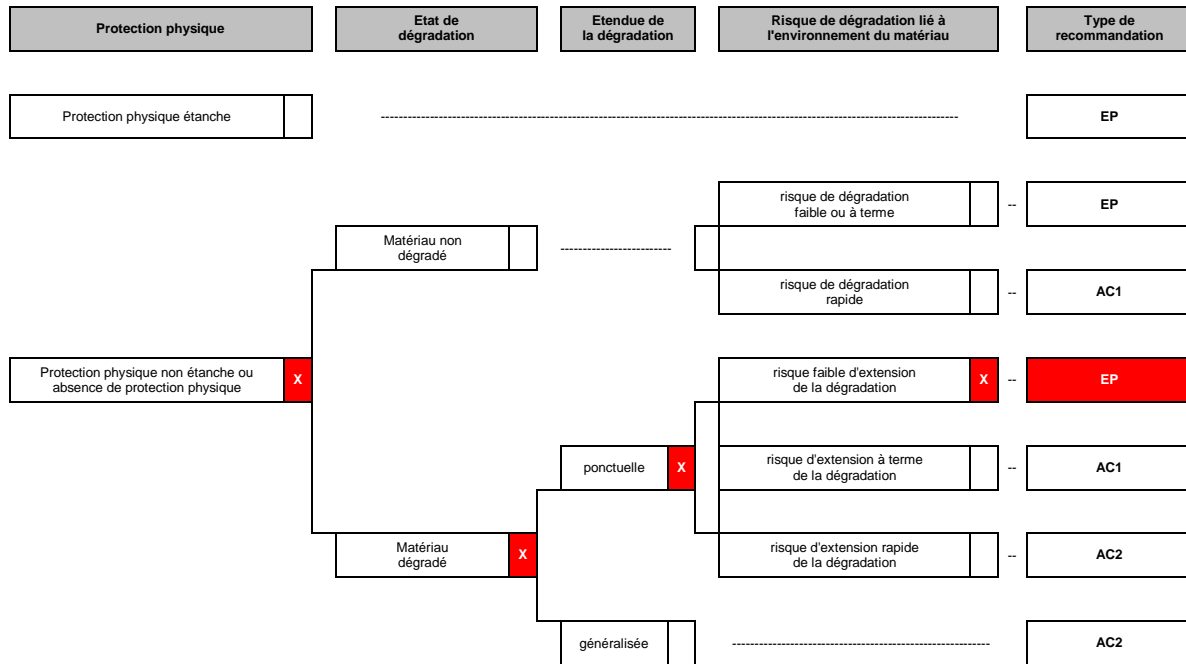 Protection physique
Etat de
dégradation
Etendue de
la dégradation
Risque de dégradation lié à
l'environnement du matériau
Type de
recommandation
Protection physique étanche
EP
risque de dégradation
faible ou à terme
--
EP
Matériau non
dégradé
risque de dégradation
rapide
--
AC1
Protection physique non étanche ou
absence de protection physique
X
risque faible d'extension
de la dégradation
X
--
EP
ponctuelle
X
risque d'extension à terme
de la dégradation
--
AC1
Matériau
dégradé
X
risque d'extension rapide
de la dégradation
--
AC2
généralisée
AC2